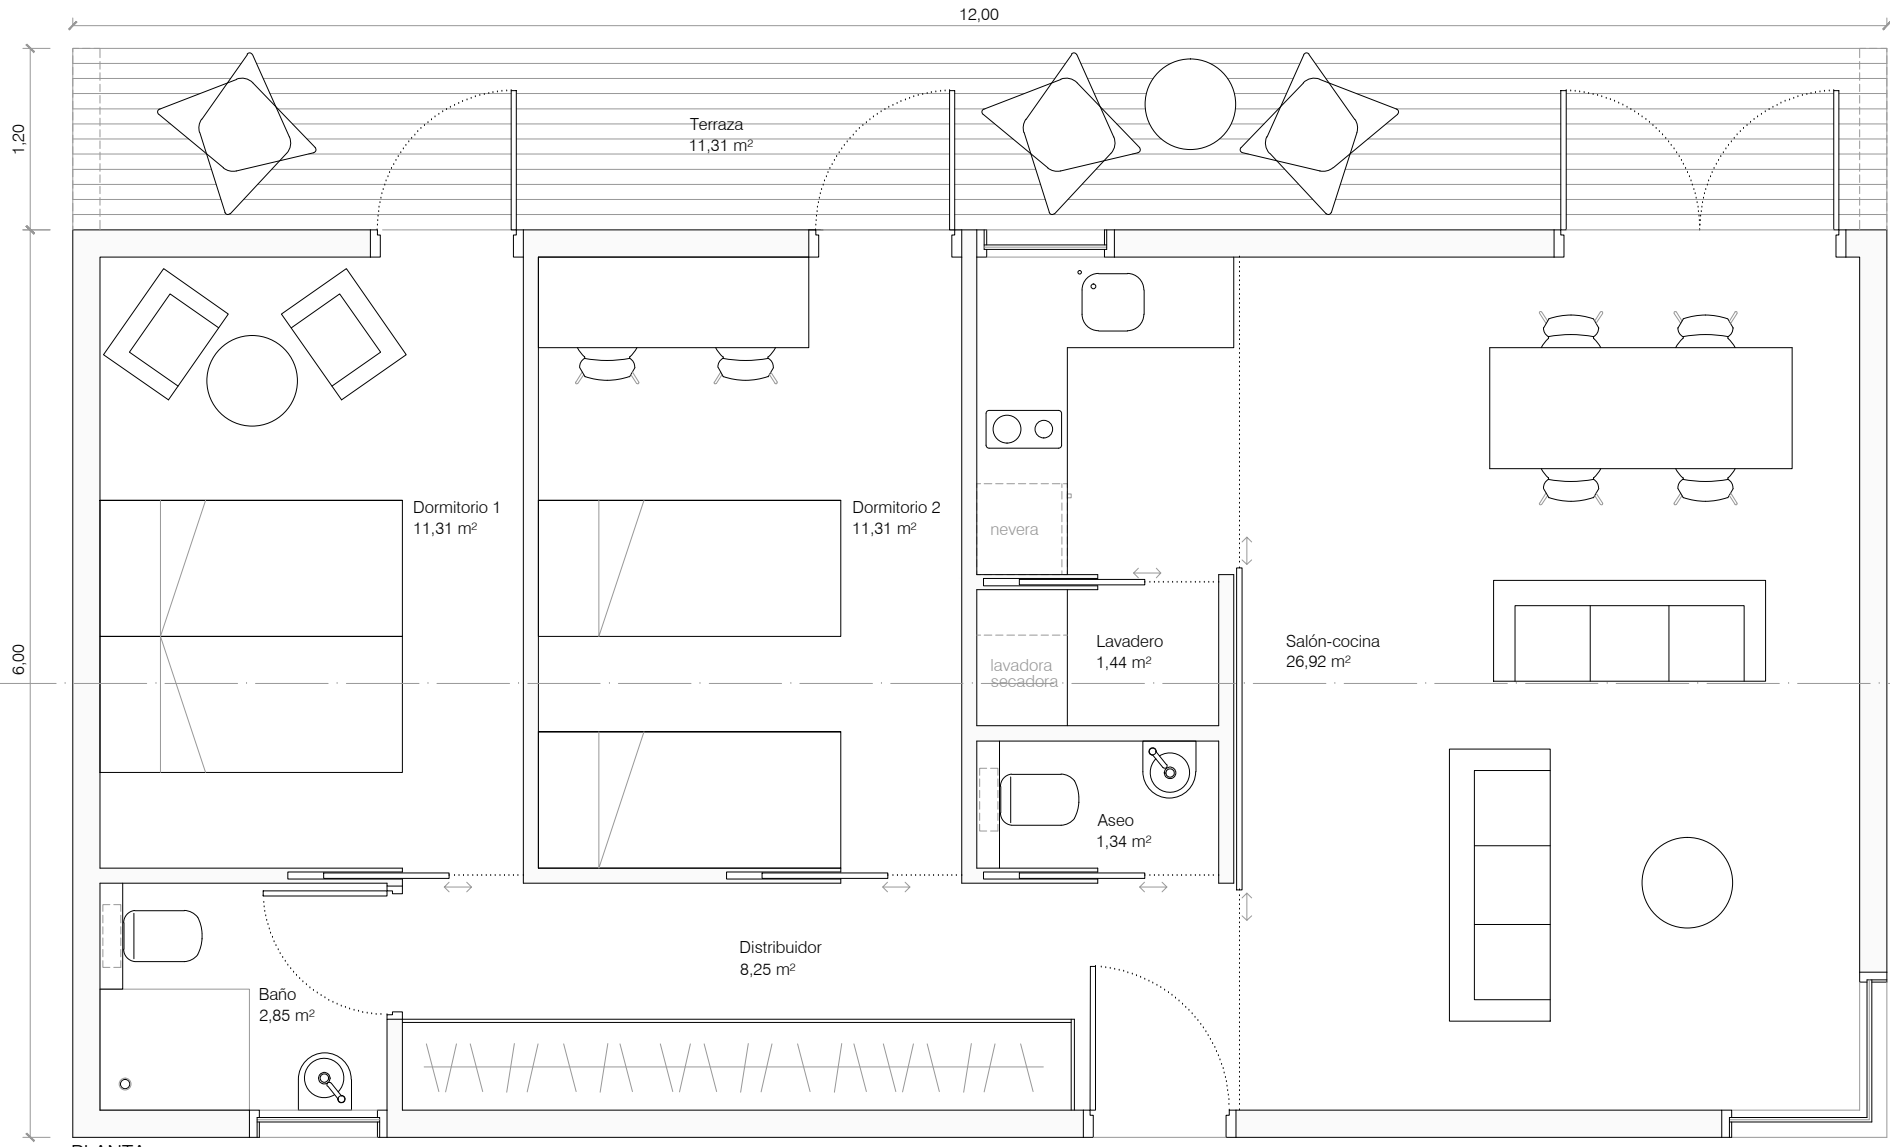 12,00
1,20
Terraza
11,31 m²
Dormitorio 1
11,31 m²
Dormitorio 2
11,31 m²
nevera
6,00
Lavadero
1,44 m²
lavadora
secadora
Salón-cocina
26,92 m²
Aseo
1,34 m²
Distribuidor
8,25 m²
Baño
2,85 m²
PLANTA